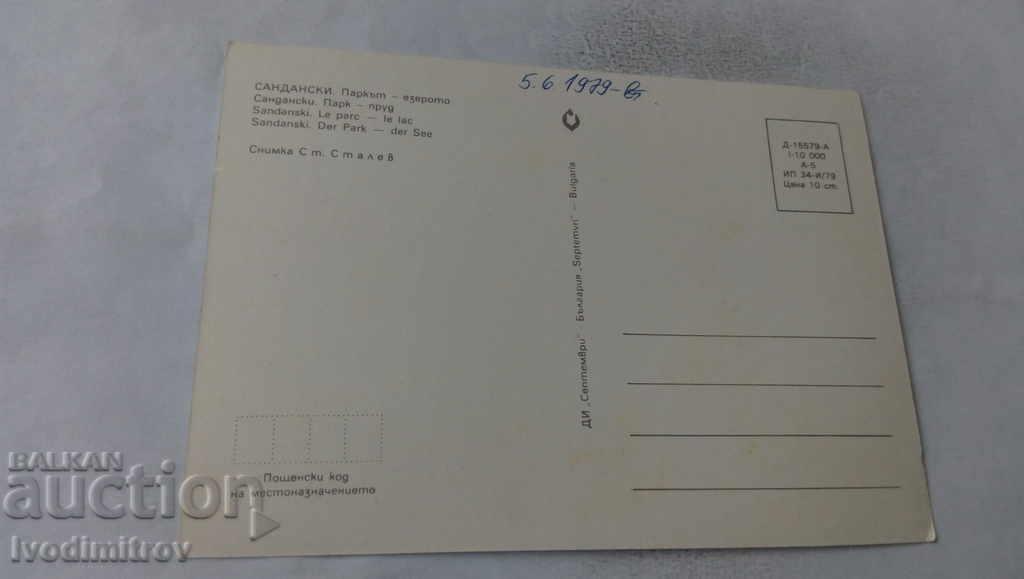 САНДАНСКИ. Паркът – езерото
Сандански. Парк – пруд
Sandanski. Le parc — le lac
Sandanski. Der Park — der See
Снимка Ст. Сталев
5.6 1979-
Д-15579-А
I-10 000
А-5
ИП 34-И/79
Цена 10 ст.
ДИ „Септември" · България „Septemvri" — Bulgaria
Пощенски код
на местоназначението
BALKAN
auction
Ivodimitrov